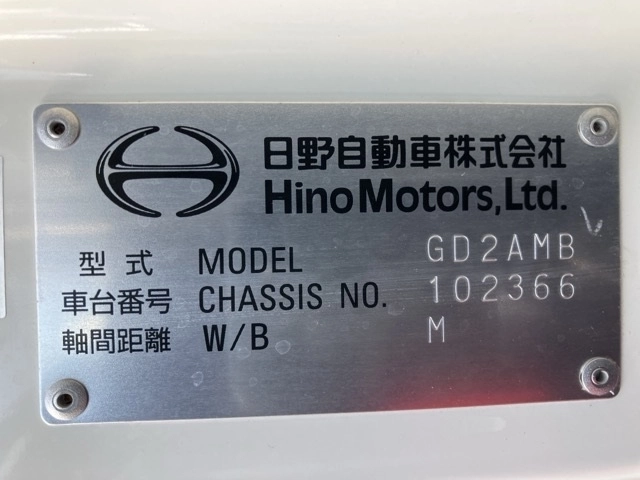 日野自動車株式会社
Hino Motors, Ltd.
型式 MODEL GD2AMB
車台番号 CHASSIS NO. 102366
軸間距離 W/B M